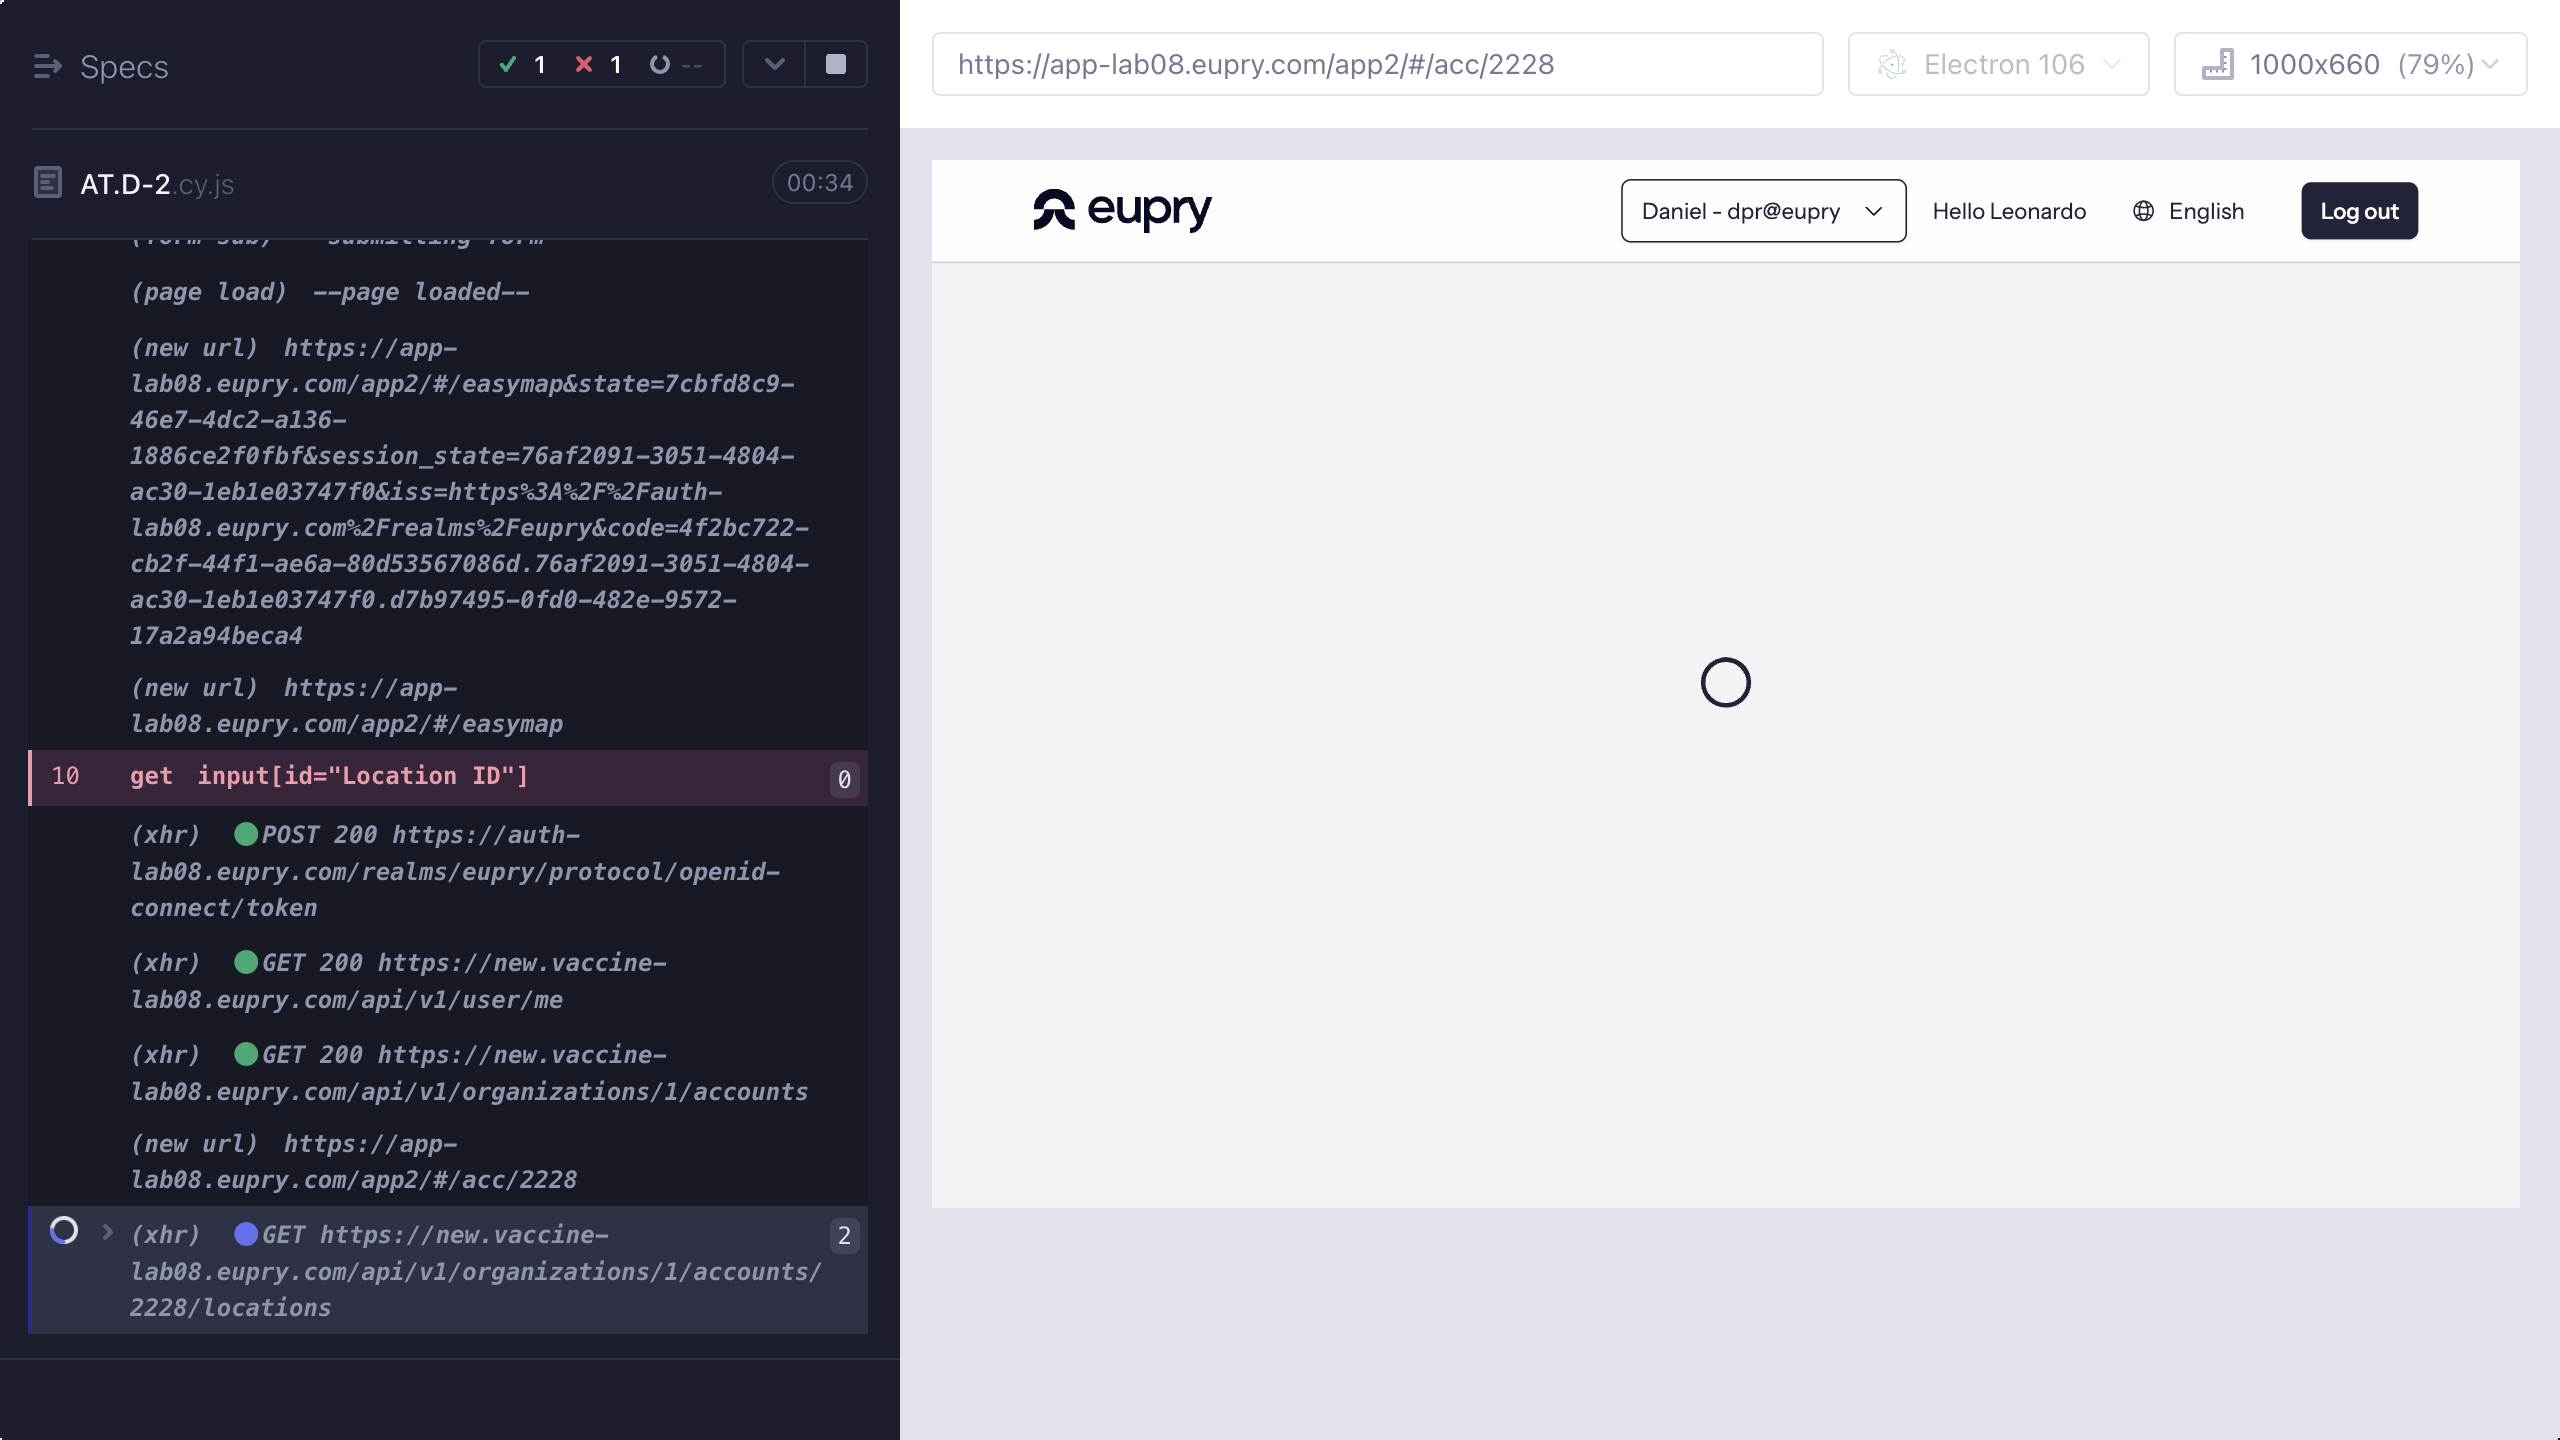 Specs
1
1
--
AT.D-2.cy.js
00:34
(form sub) --submitting form--
(page load) --page loaded--
(new url) https://app-
lab08.eupry.com/app2/#/easymap&state=7cbfd8c9-
46e7-4dc2-a136-
1886ce2f0fbf&session_state=76af2091-3051-4804-
ac30-1eb1e03747f0&iss=https%3A%2F%2Fauth-
lab08.eupry.com%2Frealms%2Feupry&code=4f2bc722-
cb2f-44f1-ae6a-80d53567086d.76af2091-3051-4804-
ac30-1eb1e03747f0.d7b97495-0fd0-482e-9572-
17a2a94beca4
(new url) https://app-
lab08.eupry.com/app2/#/easymap
10 get input[id="Location ID"] 0
(xhr) POST 200 https://auth-
lab08.eupry.com/realms/eupry/protocol/openid-
connect/token
(xhr) GET 200 https://new.vaccine-
lab08.eupry.com/api/v1/user/me
(xhr) GET 200 https://new.vaccine-
lab08.eupry.com/api/v1/organizations/1/accounts
(new url) https://app-
lab08.eupry.com/app2/#/acc/2228
(xhr) GET https://new.vaccine- 2
lab08.eupry.com/api/v1/organizations/1/accounts/
2228/locations
https://app-lab08.eupry.com/app2/#/acc/2228
Electron 106
1000x660 (79%)
eupry
Daniel - dpr@eupry
Hello Leonardo
English
Log out